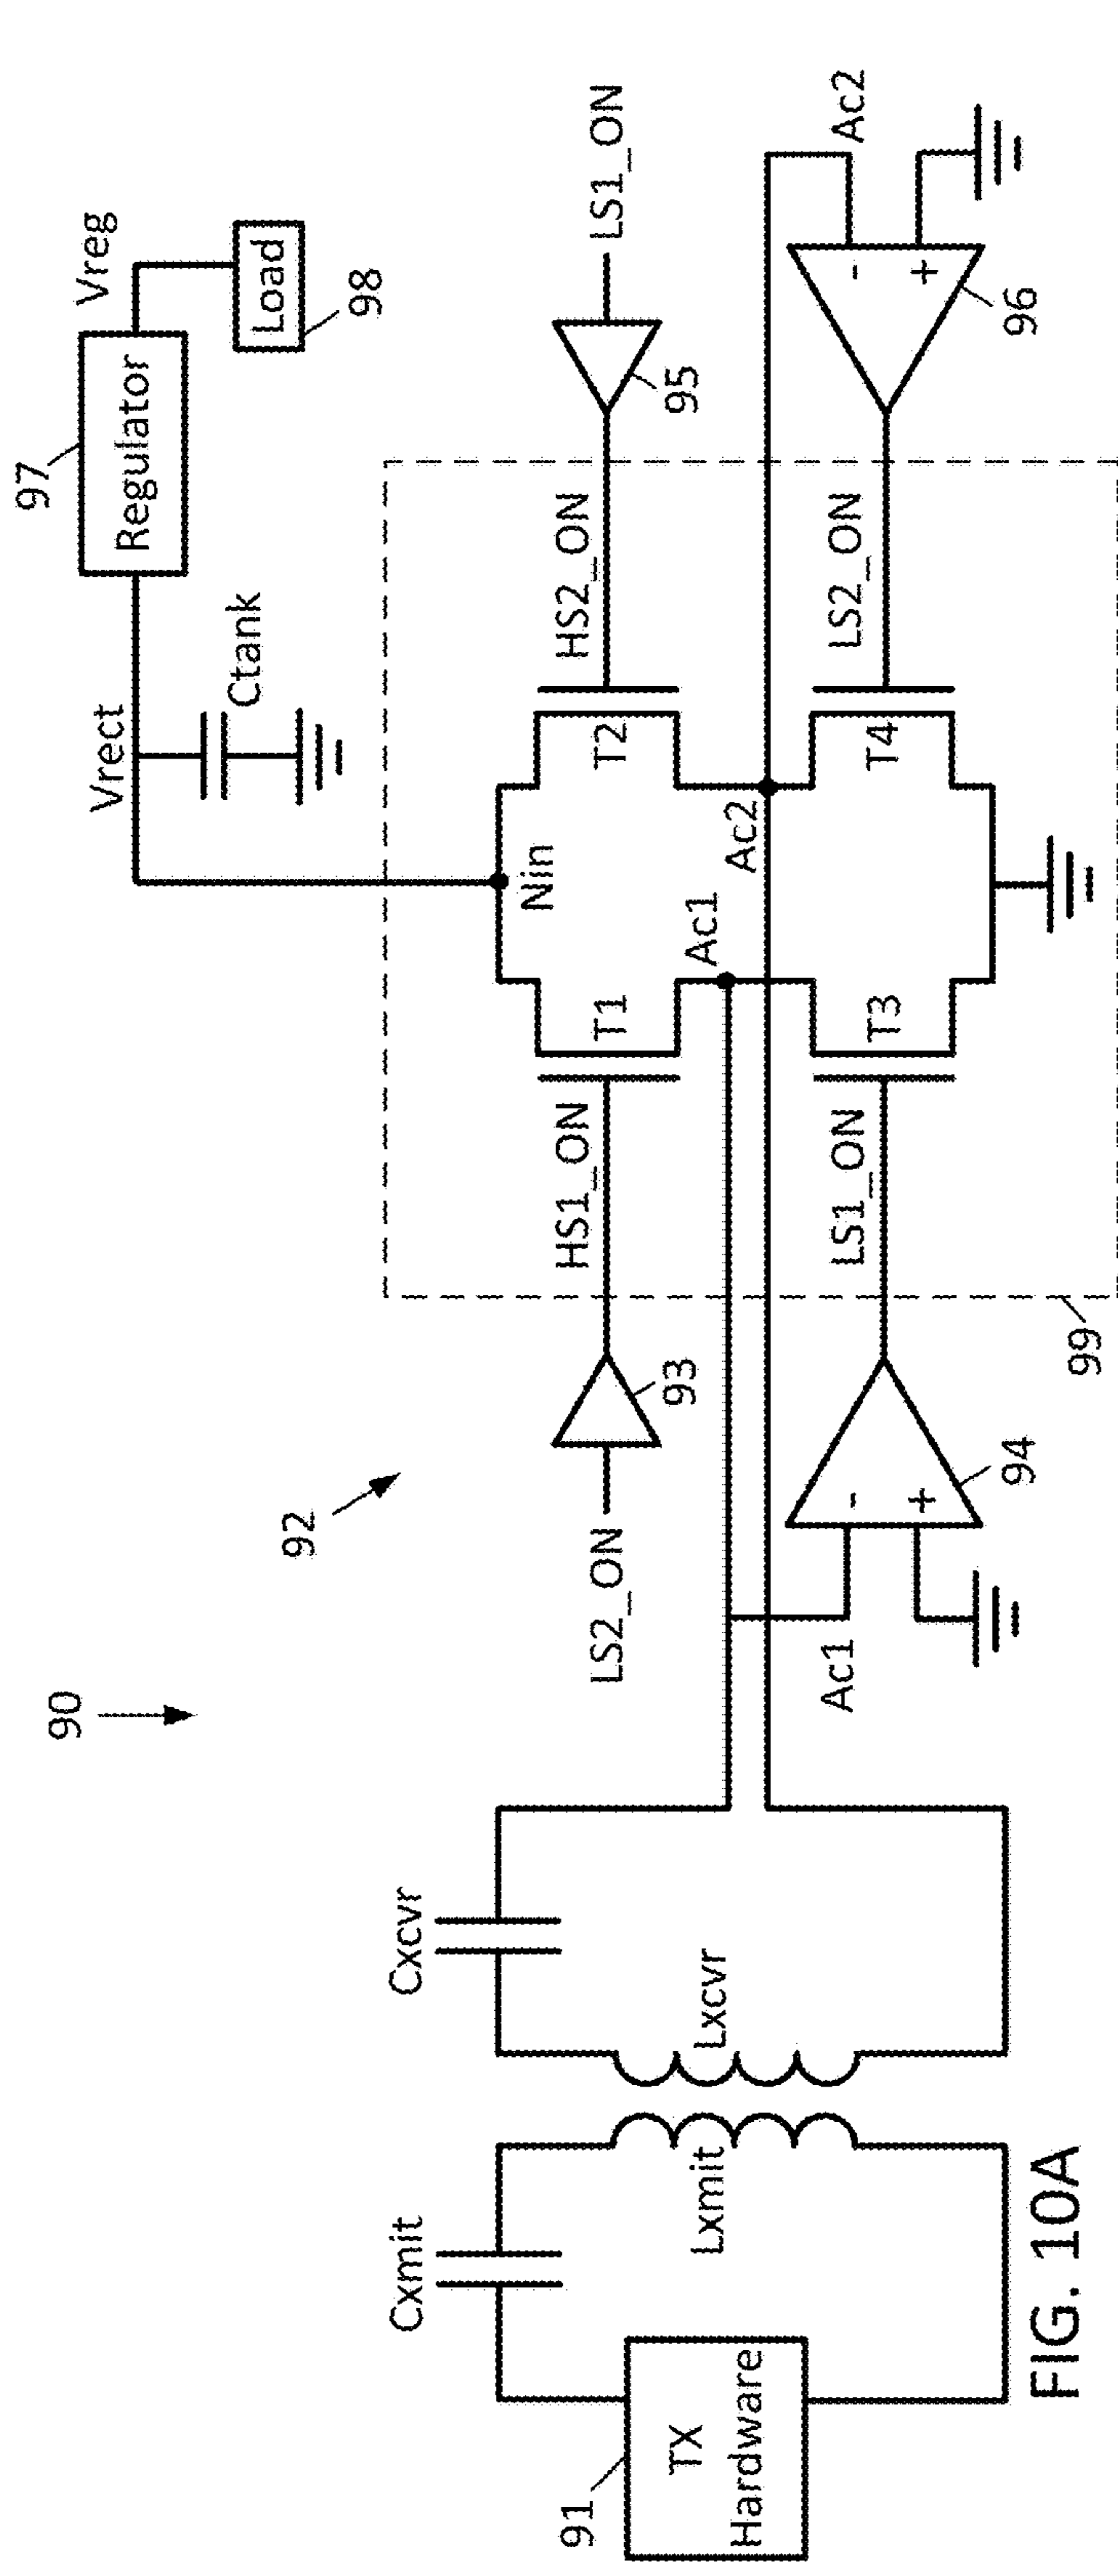 90
92
97
Regulator
Vreg
Load
98
Vrect
Ctank
Cxmit
Cxcvr
91
TX
Hardware
Lxmit
Lxcvr
LS2_ON
93
HS1_ON
T1
Nin
T2
HS2_ON
95
LS1_ON
Ac1
Ac2
Ac1
-
+
94
LS1_ON
T3
T4
LS2_ON
-
+
96
Ac2
99
FIG. 10A